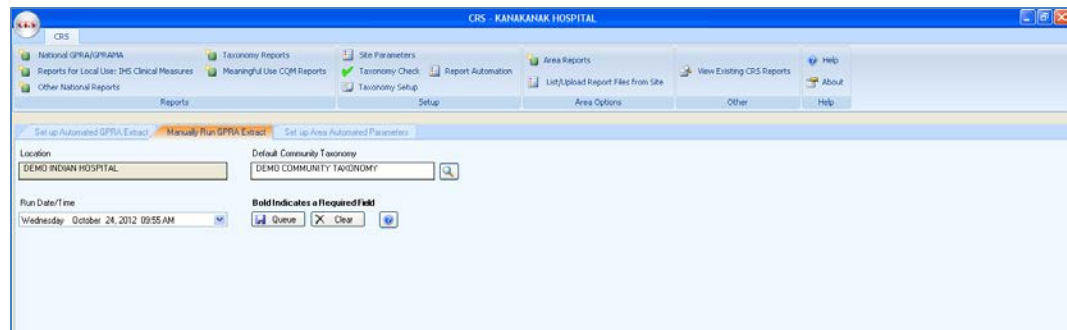 CRS - KANAKANAK HOSPITAL
CRS
National GPRA/GPRAMA
Reports for Local Use: IHS Clinical Measures
Other National Reports
Taxonomy Reports
Meaningful Use CQM Reports
Reports
Site Parameters
Taxonomy Check
Report Automation
Taxonomy Setup
Setup
Area Reports
List/Upload Report Files from Site
Area Options
View Existing CRS Reports
Other
Help
About
Help
Set up Automated GPRA Extract
Manually Run GPRA Extract
Set up Area Automated Parameters
Location
DEMO INDIAN HOSPITAL
Default Community Taxonomy
DEMO COMMUNITY TAXONOMY
Run Date/Time
Wednesday October 24, 2012 09:55 AM
Bold Indicates a Required Field
Queue
Clear